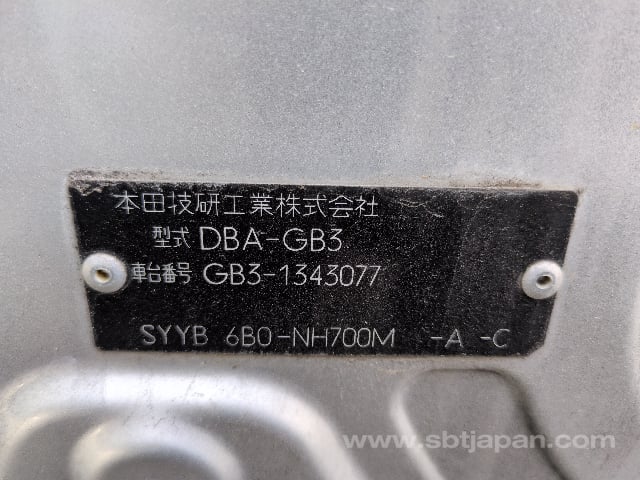 本田技研工業株式会社
型式 DBA-GB3
車台番号 GB3-1343077
SYYB 6B0-NH700M -A -C
www.sbtjapan.com